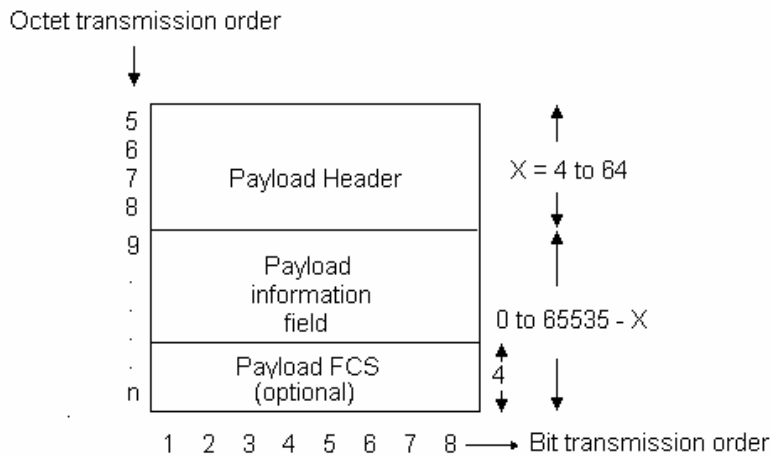 Octet transmission order
5
6
7
8
9
.
.
.
.
n
Payload Header
X = 4 to 64
Payload
information
field
0 to 65535 - X
Payload FCS
(optional)
4
1 2 3 4 5 6 7 8
Bit transmission order